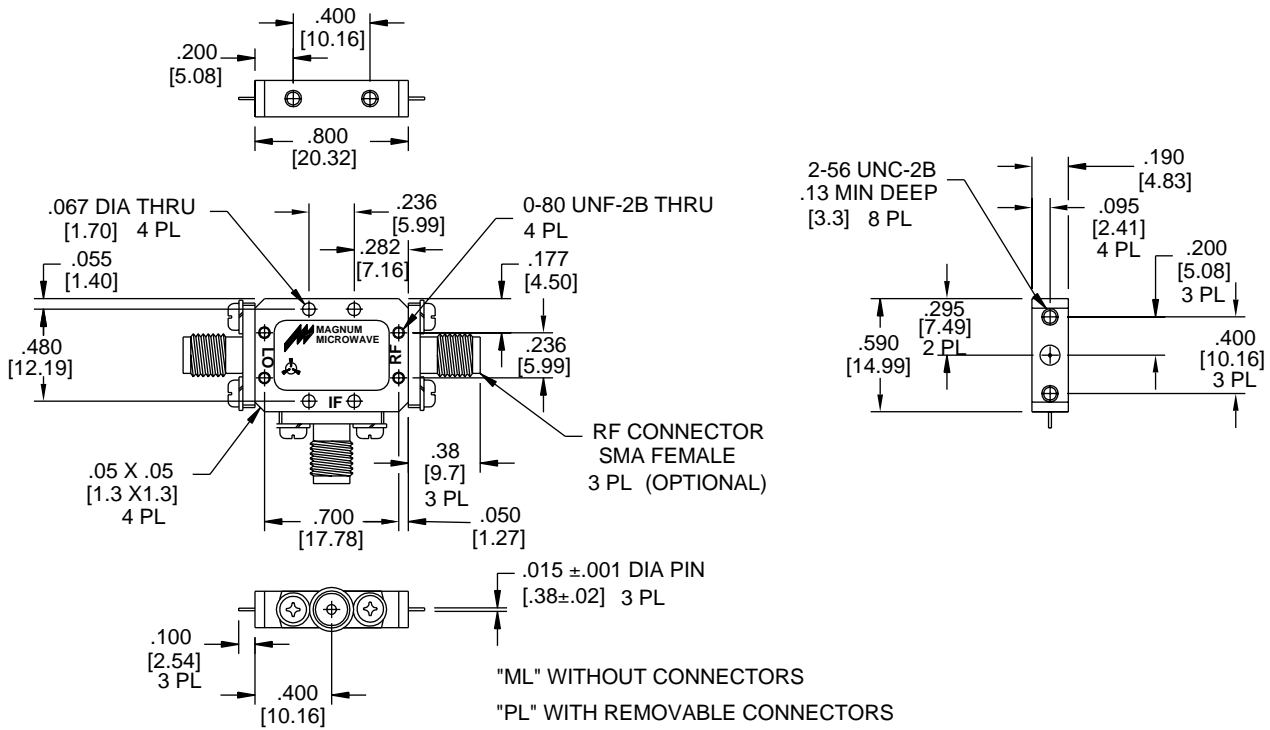 .400
[10.16]
.200
[5.08]
.800
[20.32]
.067 DIA THRU
[1.70] 4 PL
.236
[5.99]
0-80 UNF-2B THRU
4 PL
.055
[1.40]
.282
[7.16]
.177
[4.50]
MAGNUM
MICROWAVE
LO
RF
IF
.480
[12.19]
.236
[5.99]
.05 X .05
[1.3 X1.3]
4 PL
.38
[9.7]
3 PL
RF CONNECTOR
SMA FEMALE
3 PL (OPTIONAL)
.700
[17.78]
.050
[1.27]
2-56 UNC-2B
.13 MIN DEEP
[3.3] 8 PL
.190
[4.83]
.095
[2.41]
4 PL
.200
[5.08]
3 PL
.295
[7.49]
2 PL
.590
[14.99]
.400
[10.16]
3 PL
.015 ±.001 DIA PIN
[.38±.02] 3 PL
.100
[2.54]
3 PL
.400
[10.16]
"ML" WITHOUT CONNECTORS
"PL" WITH REMOVABLE CONNECTORS